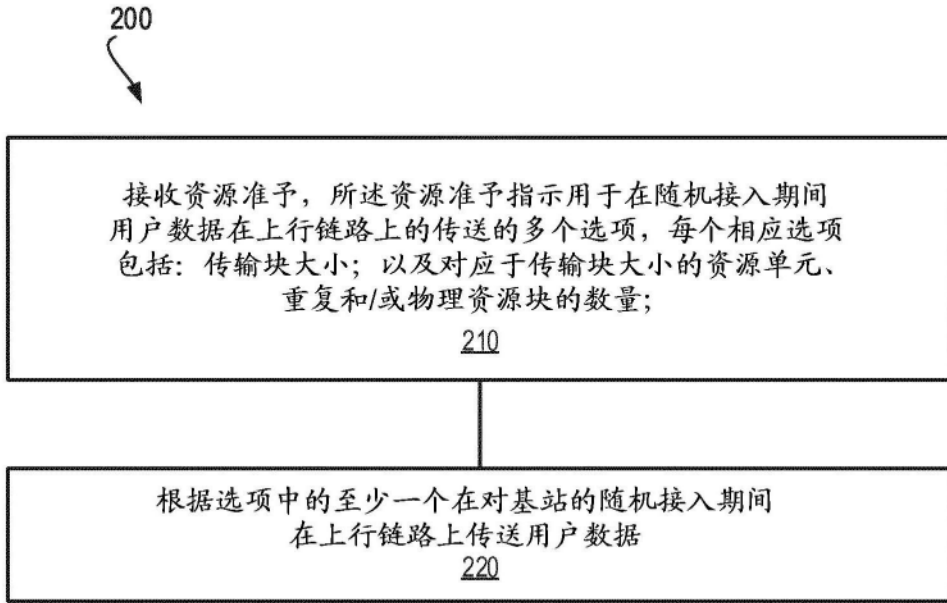 200
接收资源准予，所述资源准予指示用于在随机接入期间
用户数据在上行链路上的传送的多个选项，每个相应选项
包括：传输块大小；以及对应于传输块大小的资源单元、
重复和/或物理资源块的数量；
210
根据选项中的至少一个在对基站的随机接入期间
在上行链路上传送用户数据
220